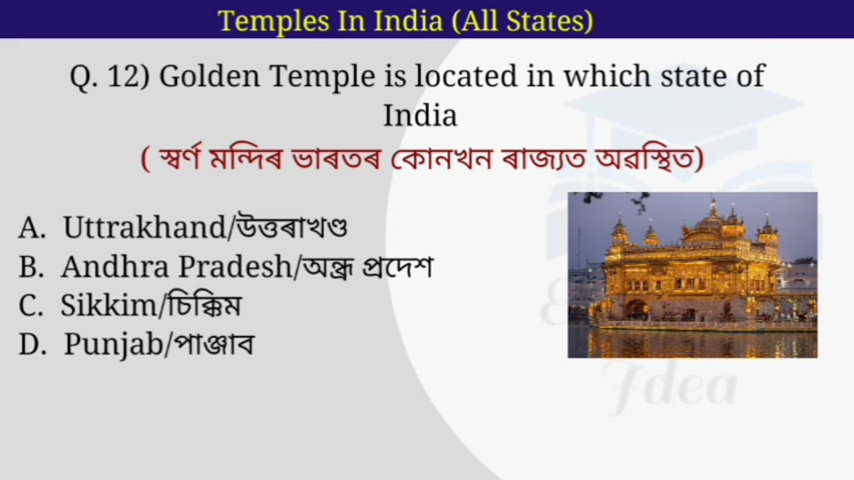 Temples In India (All States)
Q. 12) Golden Temple is located in which state of
India
( স্বৰ্ণ মন্দিৰ ভাৰতৰ কোনখন ৰাজ্যত অৱস্থিত)
A. Uttrakhand/উত্তৰাখণ্ড
B. Andhra Pradesh/অন্ধ্ৰ প্ৰদেশ
C. Sikkim/চিক্কিম
D. Punjab/পাঞ্জাব
Idea